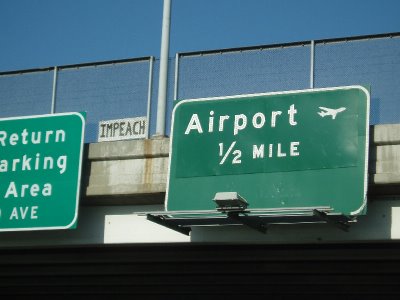 Return
arking
Area
AVE
IMPEACH
Airport
½ MILE